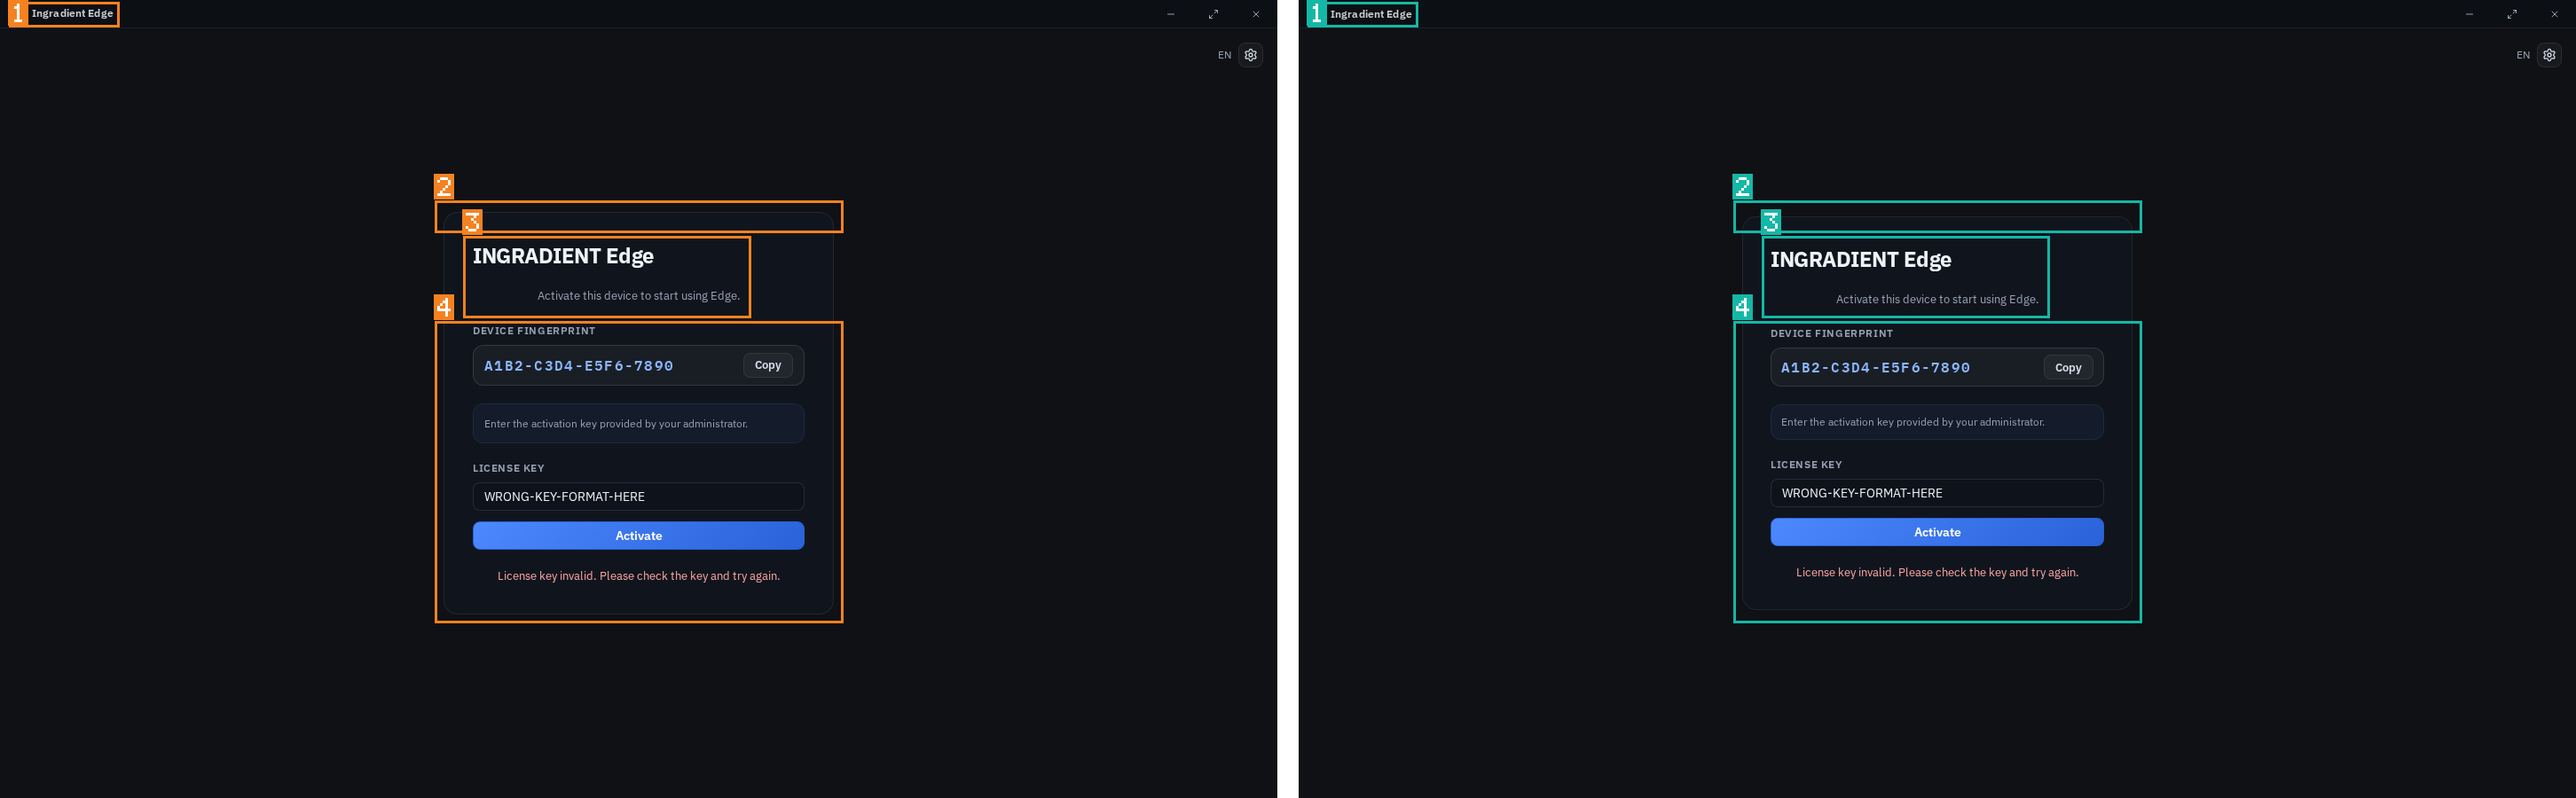 1 Ingradient Edge
EN
2
3
INGRADIENT Edge
Activate this device to start using Edge.
4
DEVICE FINGERPRINT
A1B2-C3D4-E5F6-7890 Copy
Enter the activation key provided by your administrator.
LICENSE KEY
WRONG-KEY-FORMAT-HERE
Activate
License key invalid. Please check the key and try again.
1 Ingradient Edge
EN
2
3
INGRADIENT Edge
Activate this device to start using Edge.
4
DEVICE FINGERPRINT
A1B2-C3D4-E5F6-7890 Copy
Enter the activation key provided by your administrator.
LICENSE KEY
WRONG-KEY-FORMAT-HERE
Activate
License key invalid. Please check the key and try again.